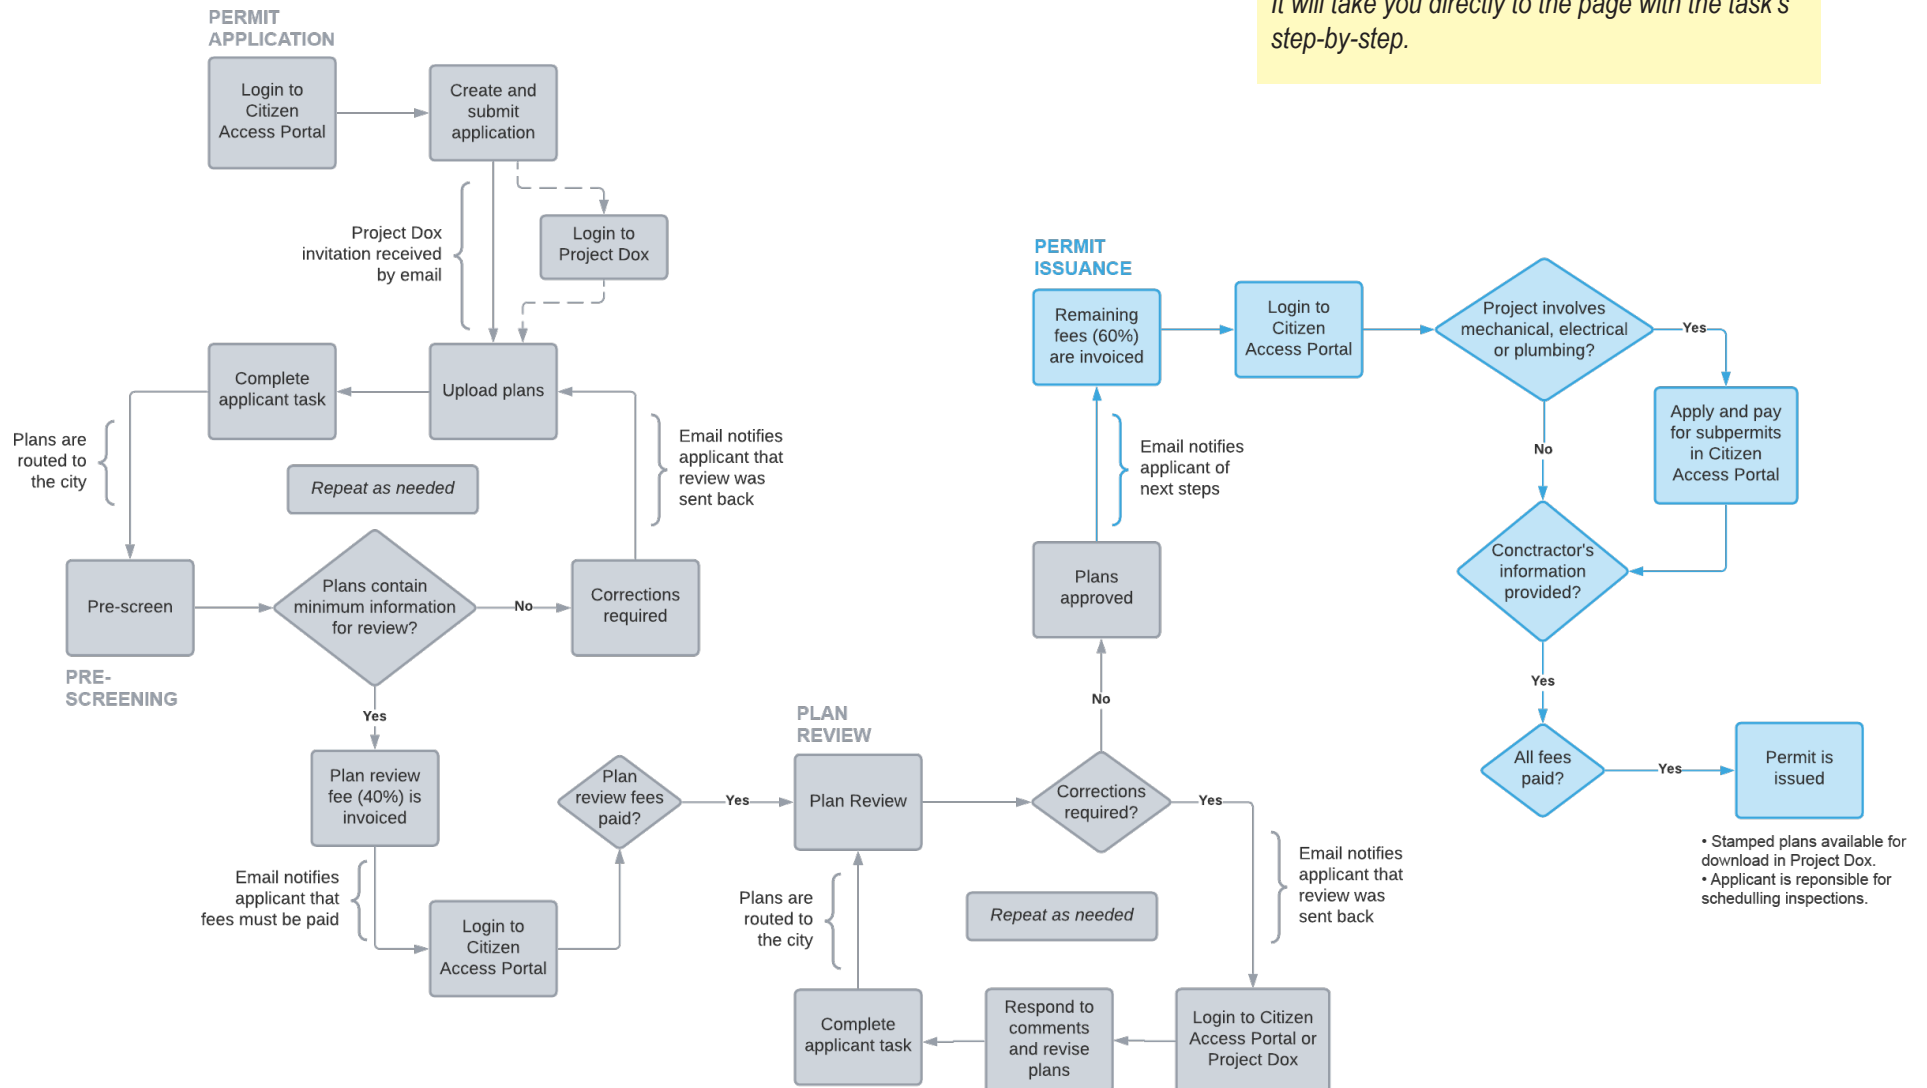 It will take you directly to the page with the task's
step-by-step.
PERMIT
APPLICATION
Login to
Citizen
Access Portal
Create and
submit
application
Project Dox
invitation received
by email
Login to
Project Dox
Complete
applicant task
Upload plans
Plans are
routed to
the city
Repeat as needed
Email notifies
applicant that
review was
sent back
Pre-screen
Plans contain
minimum information
for review?
No
Corrections
required
PRE-
SCREENING
Yes
Plan review
fee (40%) is
invoiced
Email notifies
applicant that
fees must be paid
Login to
Citizen
Access Portal
Plan
review fees
paid?
Yes
PLAN
REVIEW
Plan Review
Corrections
required?
Yes
Email notifies
applicant that
review was
sent back
Login to Citizen
Access Portal or
Project Dox
Respond to
comments
and revise
plans
Complete
applicant task
Plans are
routed to
the city
Repeat as needed
No
Plans
approved
Email notifies
applicant of
next steps
PERMIT
ISSUANCE
Remaining
fees (60%)
are invoiced
Login to
Citizen
Access Portal
Project involves
mechanical, electrical
or plumbing?
Yes
Apply and pay
for subpermits
in Citizen
Access Portal
No
Conctractor's
information
provided?
Yes
All fees
paid?
Yes
Permit is
issued
• Stamped plans available for
download in Project Dox.
• Applicant is reponsible for
schedulling inspections.